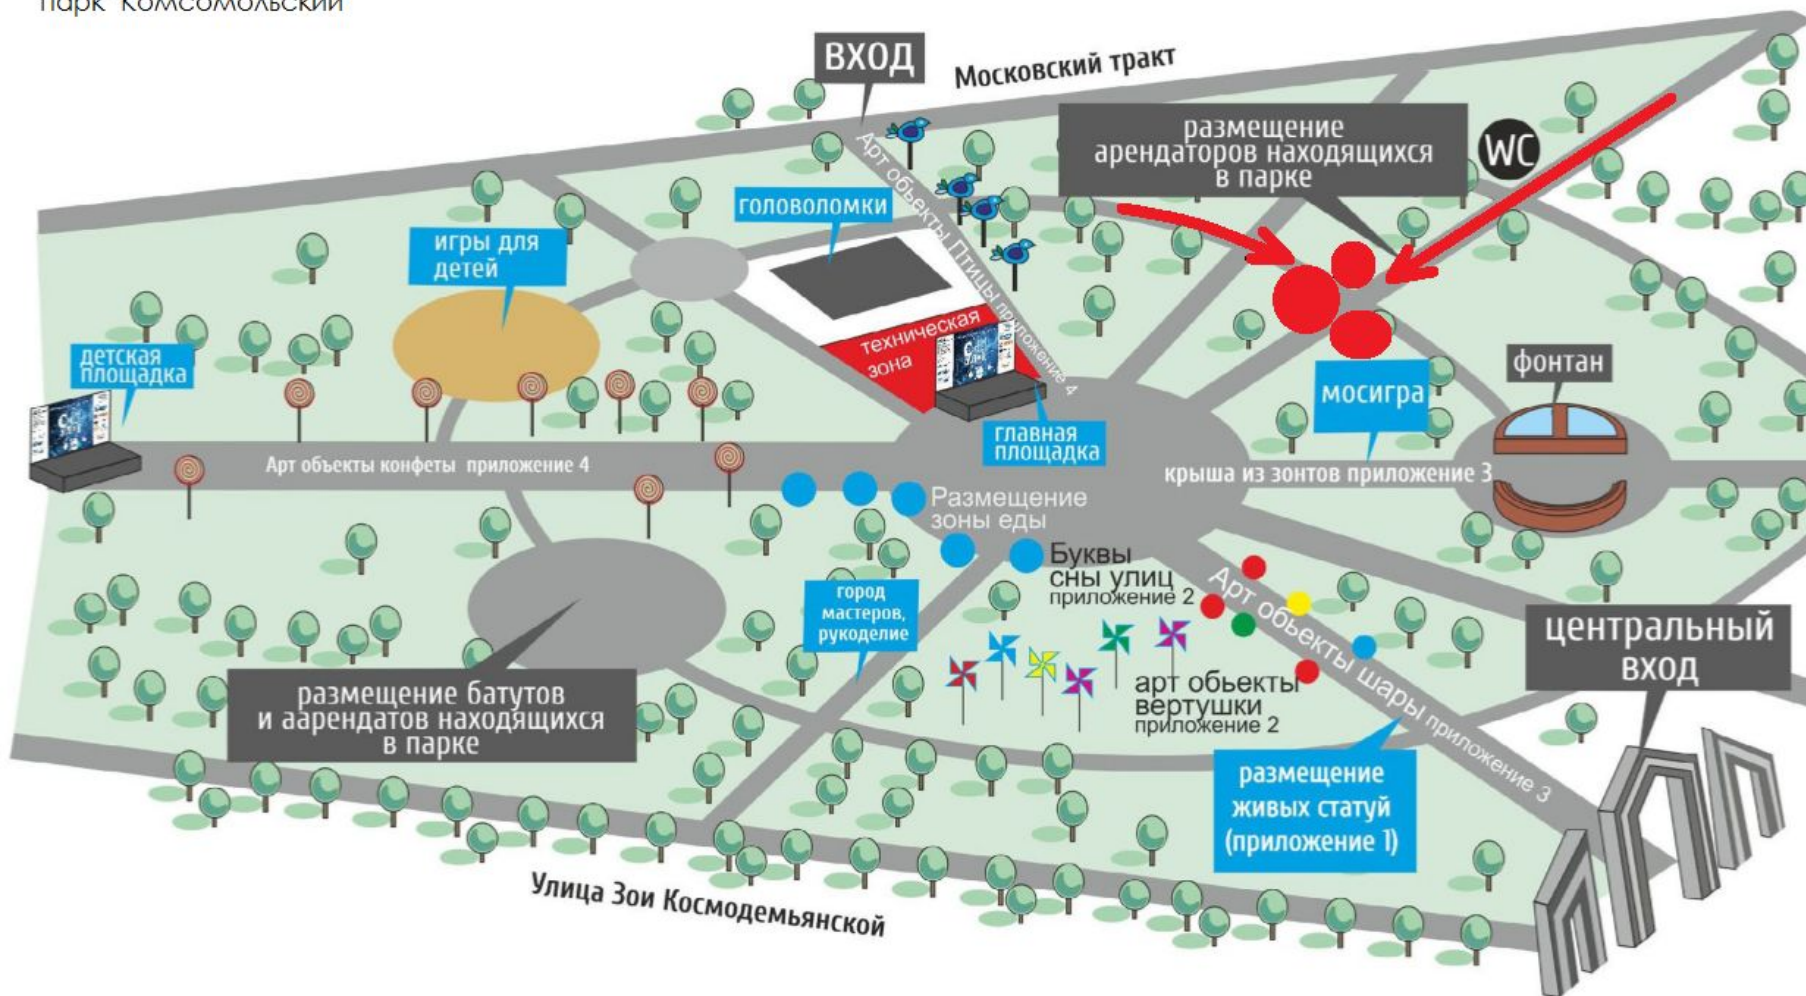 парк Комсомольский
ВХОД
Московский тракт
размещение
арендаторов находящихся
в парке
WC
Арт обьекты Птицы приложение 4
головоломки
игры для
детей
техническая
зона
детская
площадка
фонтан
мосигра
главная
площадка
Арт объекты конфеты приложение 4
крыша из зонтов приложение 3
Размещение
зоны еды
Буквы
сны улиц
приложение 2
город
мастеров,
рукоделие
Арт обьекты шары приложение 3
центральный
вход
арт обьекты
вертушки
приложение 2
размещение батутов
и аарендатов находящихся
в парке
размещение
живых статуй
(приложение 1)
Улица Зои Космодемьянской